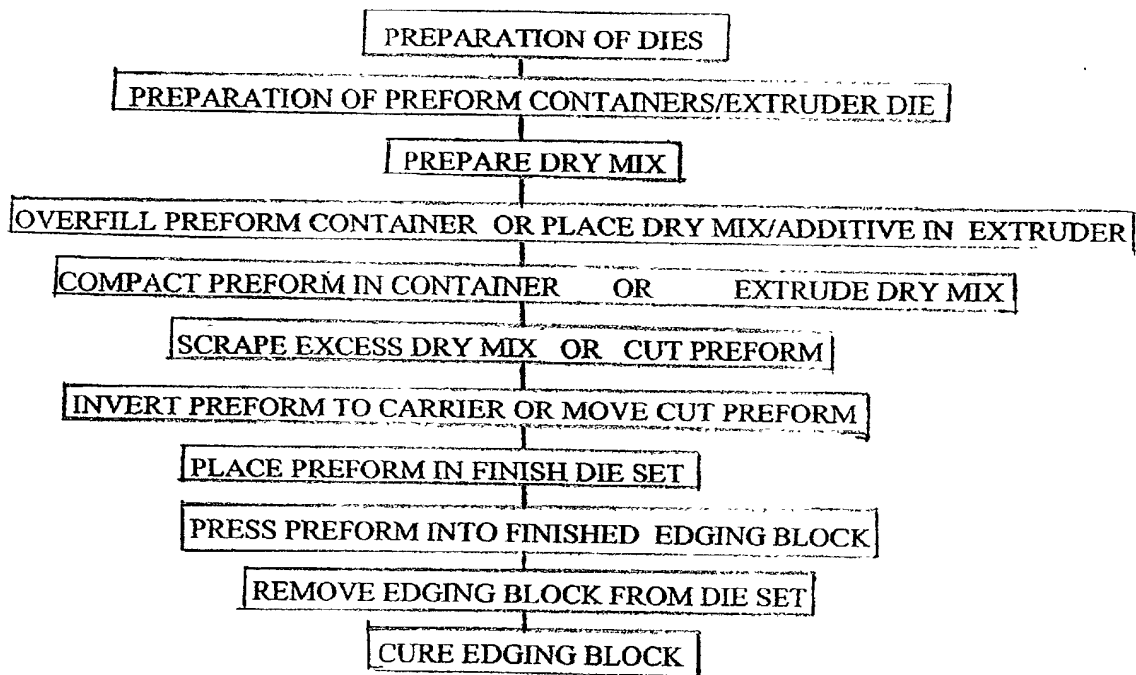 PREPARATION OF DIES
PREPARATION OF PREFORM CONTAINERS/EXTRUDER DIE
PREPARE DRY MIX
OVERFILL PREFORM CONTAINER OR PLACE DRY MIX/ADDITIVE IN EXTRUDER
COMPACT PREFORM IN CONTAINER OR EXTRUDE DRY MIX
SCRAPE EXCESS DRY MIX OR CUT PREFORM
INVERT PREFORM TO CARRIER OR MOVE CUT PREFORM
PLACE PREFORM IN FINISH DIE SET
PRESS PREFORM INTO FINISHED EDGING BLOCK
REMOVE EDGING BLOCK FROM DIE SET
CURE EDGING BLOCK